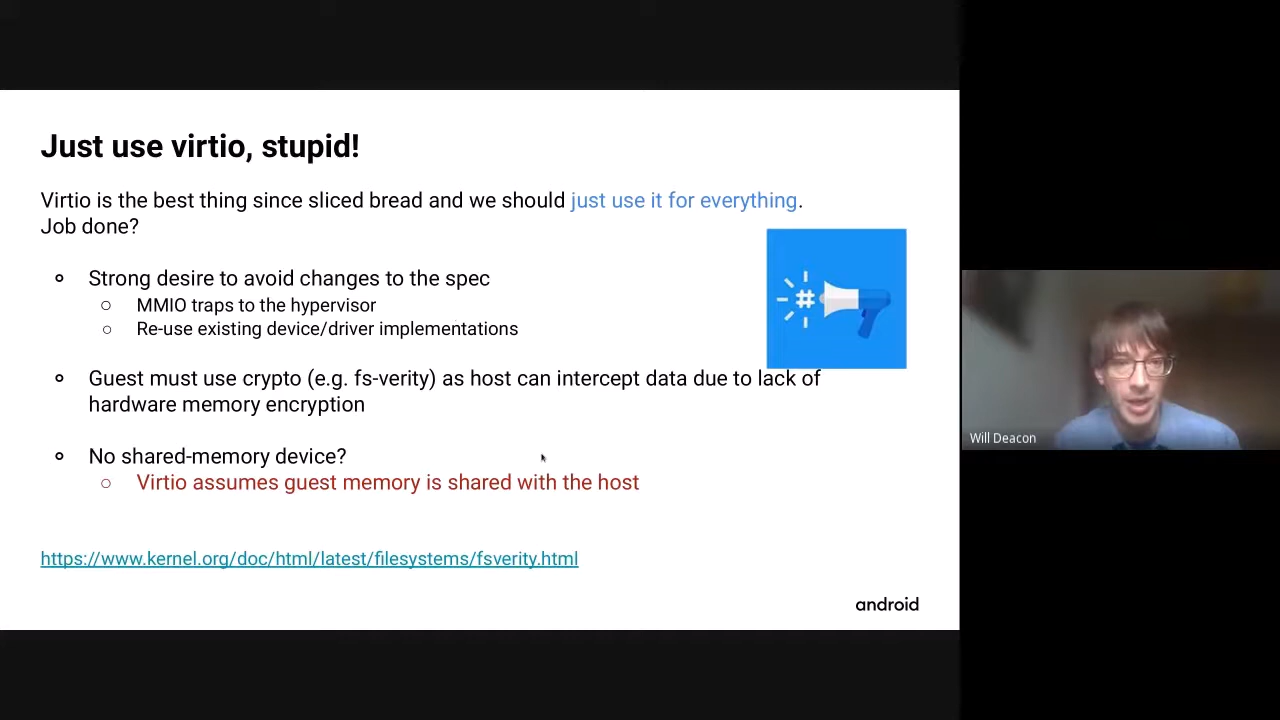 Just use virtio, stupid!
Virtio is the best thing since sliced bread and we should just use it for everything.
Job done?
Strong desire to avoid changes to the spec
MMIO traps to the hypervisor
Re-use existing device/driver implementations
#
Guest must use crypto (e.g. fs-verity) as host can intercept data due to lack of
hardware memory encryption
No shared-memory device?
Virtio assumes guest memory is shared with the host
https://www.kernel.org/doc/html/latest/filesystems/fsverity.html
android
Will Deacon